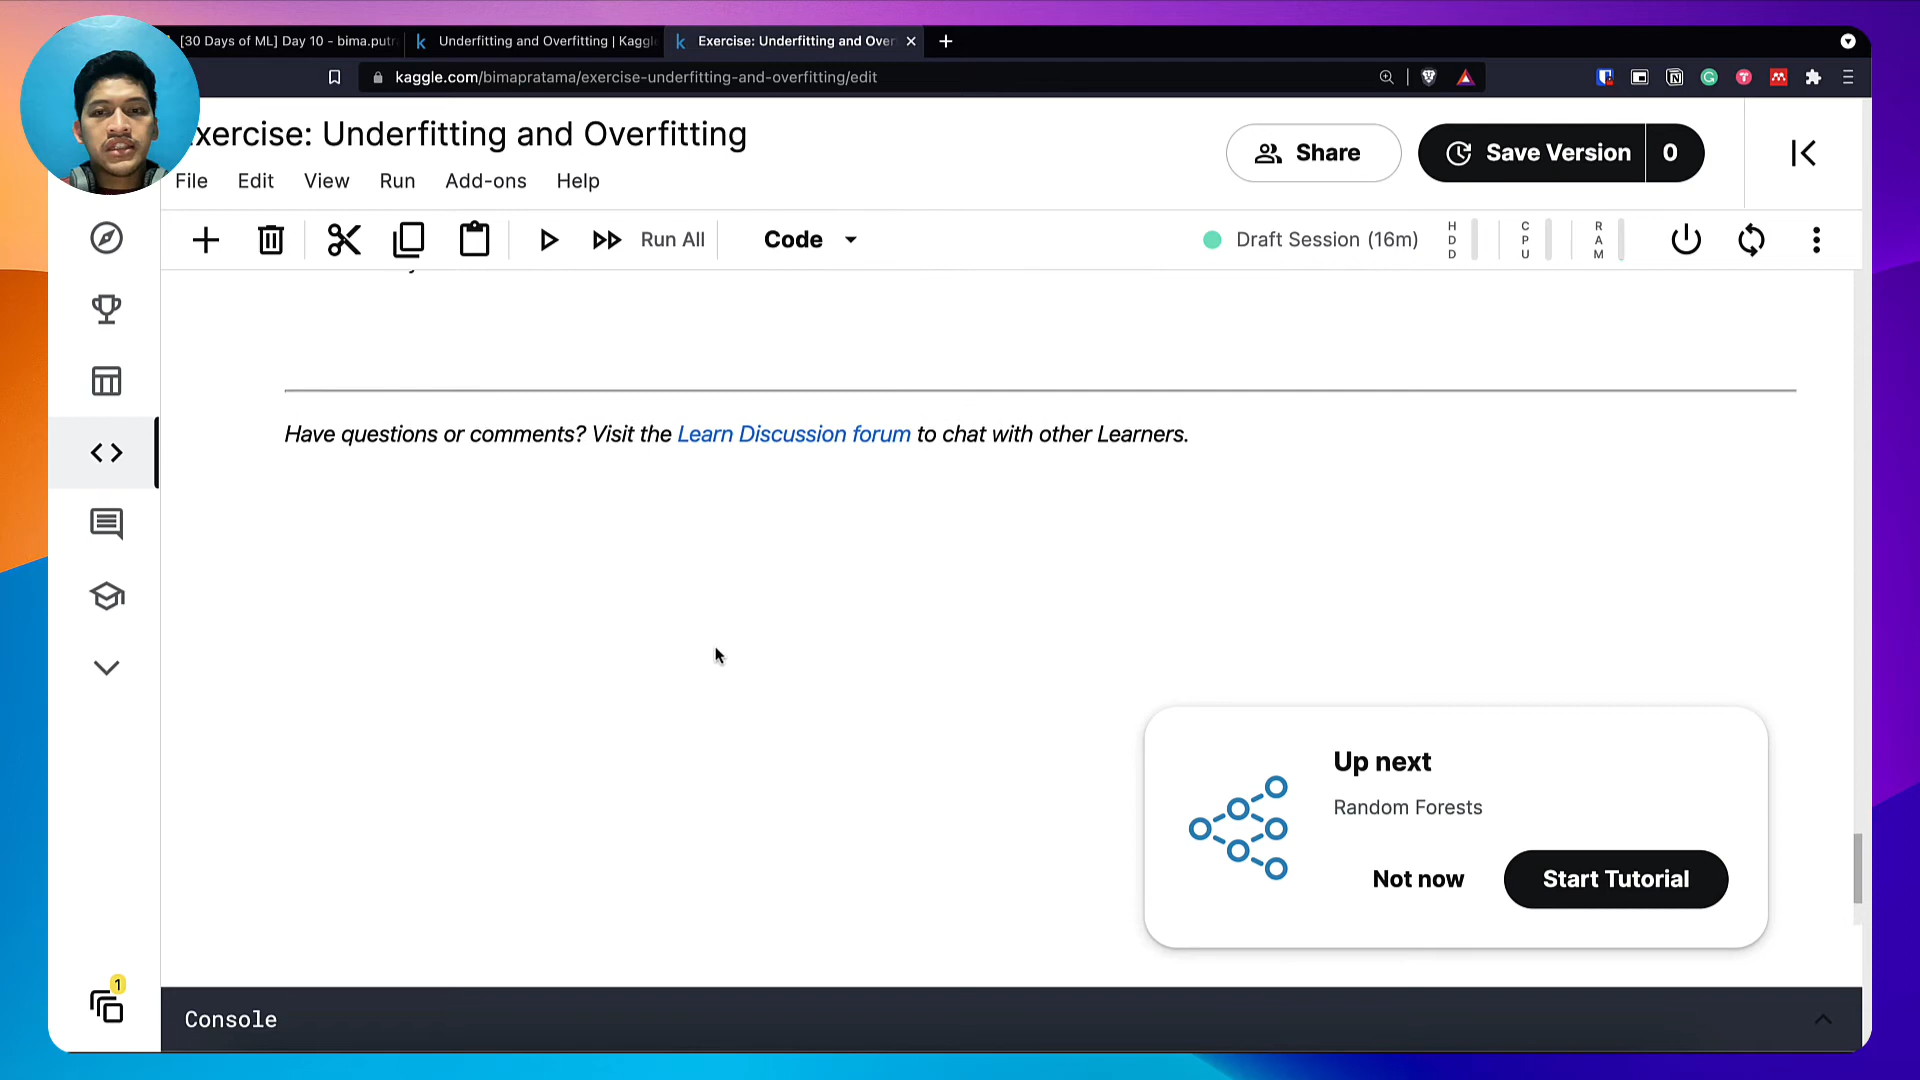 [30 Days of ML] Day 10 - bima.putr
Underfitting and Overfitting | Kaggle
Exercise: Underfitting and Over
kaggle.com/bimapratama/exercise-underfitting-and-overfitting/edit
xercise: Underfitting and Overfitting
Share
Save Version
0
File
Edit
View
Run
Add-ons
Help
Run All
Code
Draft Session (16m)
HDD
CPU
RAM
Have questions or comments? Visit the Learn Discussion forum to chat with other Learners.
Up next
Random Forests
Not now
Start Tutorial
1
Console